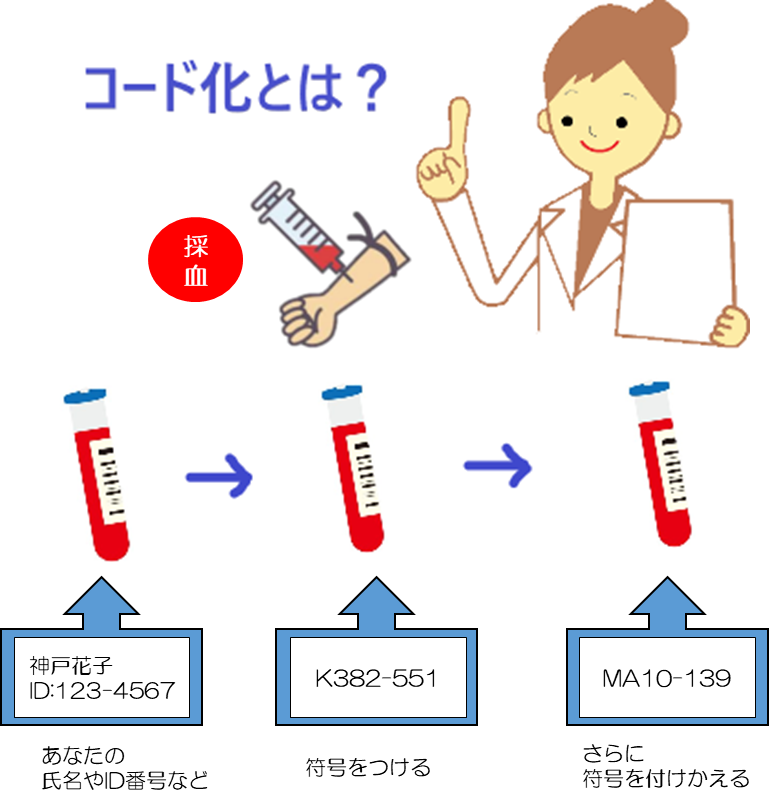 コード化とは？
採
血
神戸花子
ID:123-4567
K382-551
MA10-139
あなたの
氏名やID番号など
符号をつける
さらに
符号を付けかえる